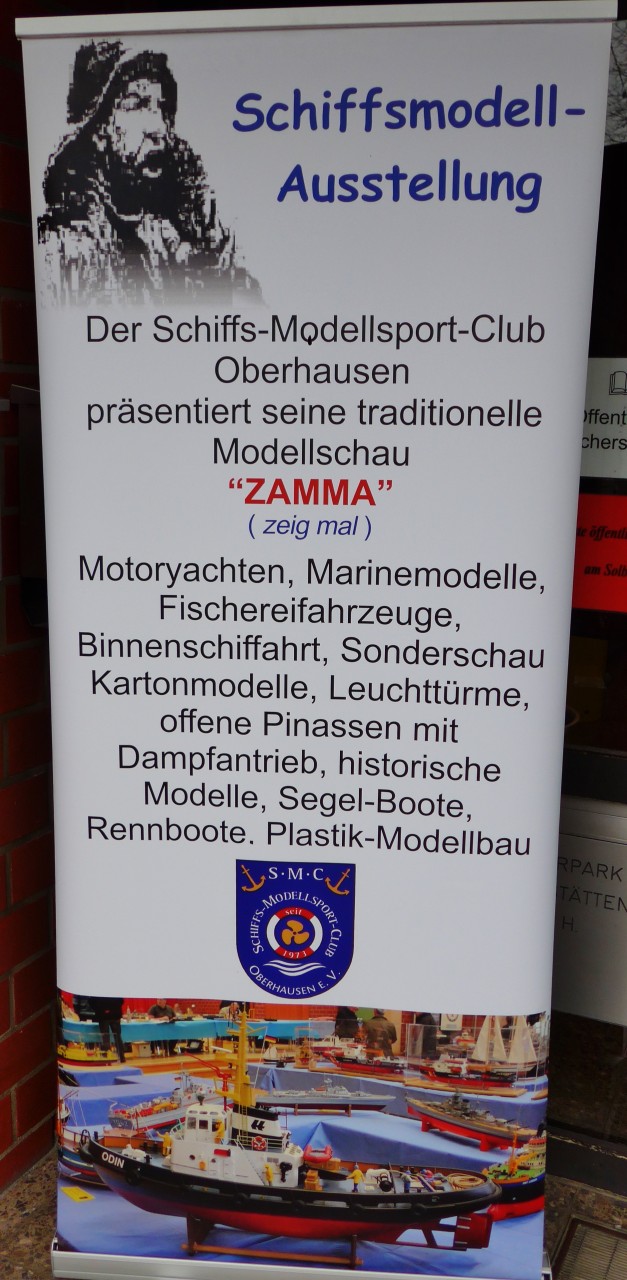 Schiffsmodell-
Ausstellung
Der Schiffs-Modellsport-Club
Oberhausen
präsentiert seine traditionelle
Modellschau
“ZAMMA”
( zeig mal )
Motoryachten, Marinemodelle,
Fischereifahrzeuge,
Binnenschiffahrt, Sonderschau
Kartonmodelle, Leuchttürme,
offene Pinassen mit
Dampfantrieb, historische
Modelle, Segel-Boote,
Rennboote. Plastik-Modellbau
S·M·C
SCHIFFS-MODELLSPORT-CLUB
seit
1971
OBERHAUSEN E.V.
ODIN
am
H